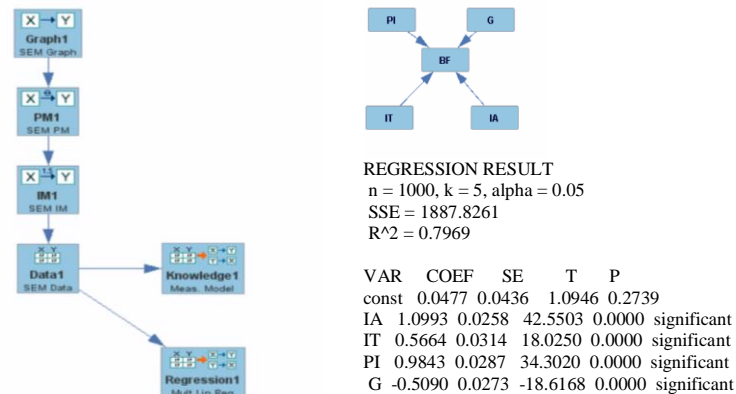 X → Y
Graph1
SEM Graph
X → Y
PM1
SEM PM
X 1.5 Y
IM1
SEM IM
X Y
Data1
SEM Data
X Y
Knowledge1
Meas. Model
X Y
Regression1
Mult Lin Reg
PI
G
BF
IT
IA
REGRESSION RESULT
n = 1000, k = 5, alpha = 0.05
SSE = 1887.8261
R^2 = 0.7969
VAR COEF SE T P
const 0.0477 0.0436 1.0946 0.2739
IA 1.0993 0.0258 42.5503 0.0000 significant
IT 0.5664 0.0314 18.0250 0.0000 significant
PI 0.9843 0.0287 34.3020 0.0000 significant
G -0.5090 0.0273 -18.6168 0.0000 significant